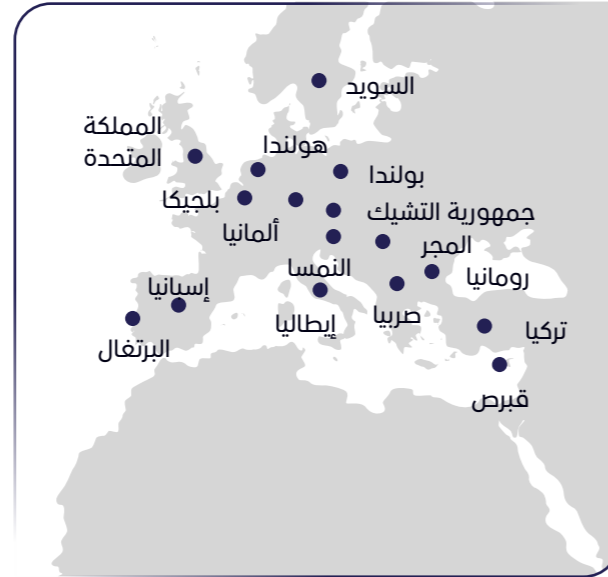 السويد
المملكة
المتحدة
هولندا
بولندا
بلجيكا
جمهورية التشيك
ألمانيا
المجر
النمسا
رومانيا
إسبانيا
صربيا
إيطاليا
تركيا
البرتغال
قبرص